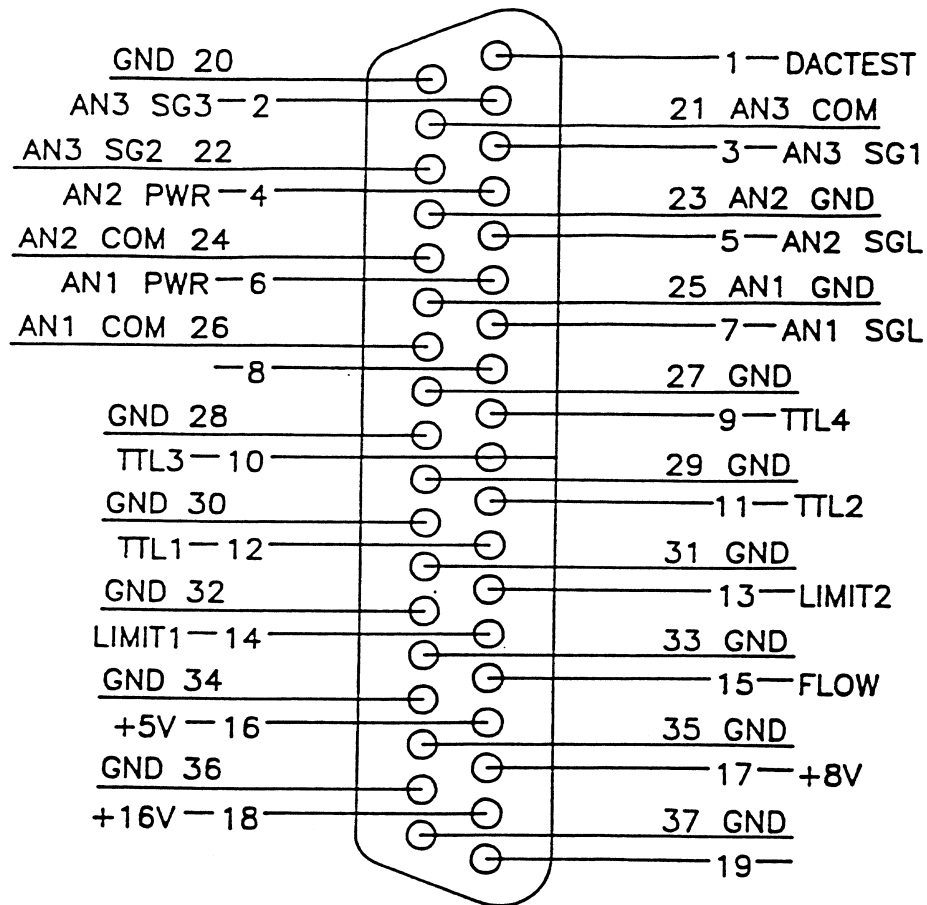 GND 20
1 DACTEST
AN3 SG3 2
21 AN3 COM
AN3 SG2 22
3 AN3 SG1
AN2 PWR 4
23 AN2 GND
AN2 COM 24
5 AN2 SGL
AN1 PWR 6
25 AN1 GND
AN1 COM 26
7 AN1 SGL
8
27 GND
GND 28
9 TTL4
TTL3 10
29 GND
GND 30
11 TTL2
TTL1 12
31 GND
GND 32
13 LIMIT2
LIMIT1 14
33 GND
GND 34
15 FLOW
+5V 16
35 GND
GND 36
17 +8V
+16V 18
37 GND
19